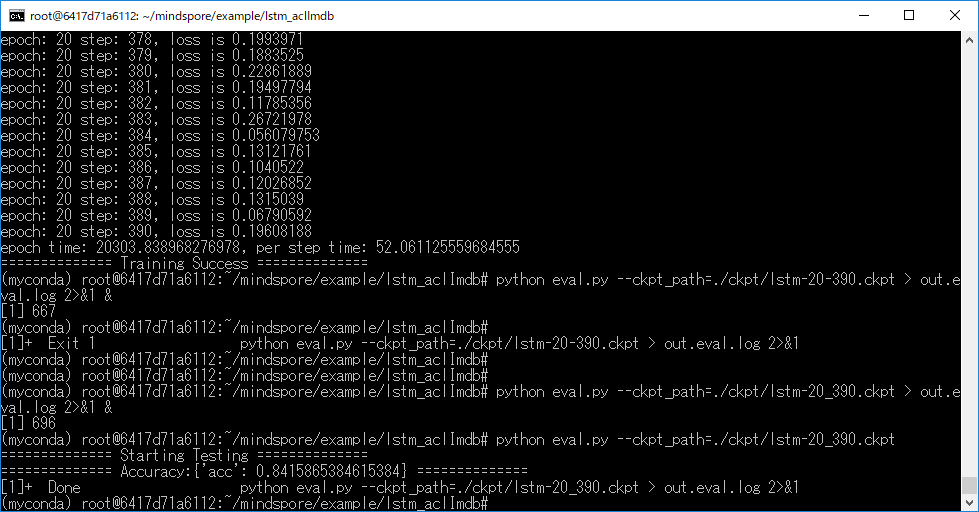 root@6417d71a6112: ~/mindspore/example/lstm_aclImdb
epoch: 20 step: 378, loss is 0.1993971
epoch: 20 step: 379, loss is 0.1883525
epoch: 20 step: 380, loss is 0.22861889
epoch: 20 step: 381, loss is 0.19497794
epoch: 20 step: 382, loss is 0.11785356
epoch: 20 step: 383, loss is 0.26721978
epoch: 20 step: 384, loss is 0.056079753
epoch: 20 step: 385, loss is 0.13121761
epoch: 20 step: 386, loss is 0.1040522
epoch: 20 step: 387, loss is 0.12026852
epoch: 20 step: 388, loss is 0.1315039
epoch: 20 step: 389, loss is 0.06790592
epoch: 20 step: 390, loss is 0.19608188
epoch time: 20303.838968276978, per step time: 52.061125559684555
============== Training Success ==============
(myconda) root@6417d71a6112:~/mindspore/example/lstm_aclImdb# python eval.py --ckpt_path=./ckpt/lstm-20-390.ckpt > out.e
val.log 2>&1 &
[1] 667
(myconda) root@6417d71a6112:~/mindspore/example/lstm_aclImdb#
[1]+  Exit 1                  python eval.py --ckpt_path=./ckpt/lstm-20-390.ckpt > out.eval.log 2>&1
(myconda) root@6417d71a6112:~/mindspore/example/lstm_aclImdb#
(myconda) root@6417d71a6112:~/mindspore/example/lstm_aclImdb#
(myconda) root@6417d71a6112:~/mindspore/example/lstm_aclImdb# python eval.py --ckpt_path=./ckpt/lstm-20_390.ckpt > out.e
val.log 2>&1 &
[1] 696
(myconda) root@6417d71a6112:~/mindspore/example/lstm_aclImdb# python eval.py --ckpt_path=./ckpt/lstm-20_390.ckpt
============== Starting Testing ==============
============== Accuracy:{'acc': 0.8415865384615384} ==============
[1]+  Done                    python eval.py --ckpt_path=./ckpt/lstm-20_390.ckpt > out.eval.log 2>&1
(myconda) root@6417d71a6112:~/mindspore/example/lstm_aclImdb#